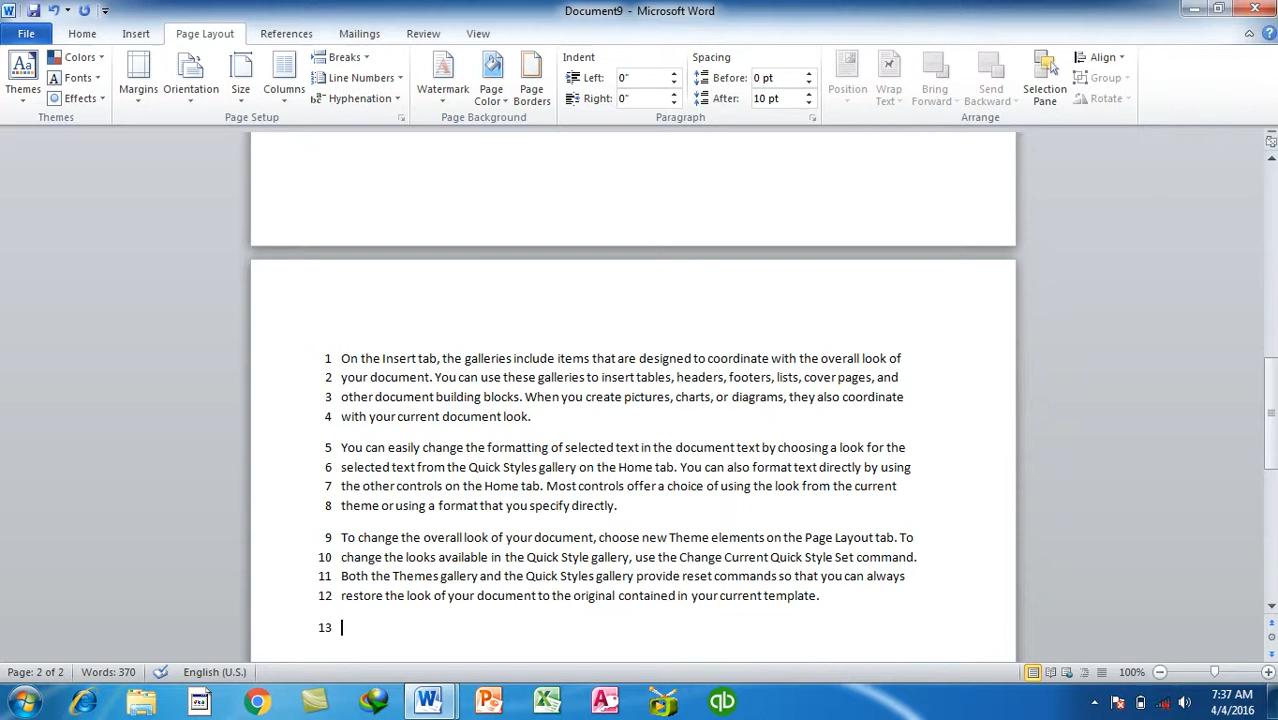 Document9 - Microsoft Word
File Home Insert Page Layout References Mailings Review View
Themes Colors Fonts Effects
Themes
Margins Orientation Size Columns Breaks Line Numbers Hyphenation
Page Setup
Watermark Page Color Page Borders
Page Background
Indent Spacing
Left: 0" Before: 0 pt
Right: 0" After: 10 pt
Paragraph
Position Wrap Text Bring Forward Send Backward Selection Pane Align Group Rotate
Arrange
1 On the Insert tab, the galleries include items that are designed to coordinate with the overall look of
2 your document. You can use these galleries to insert tables, headers, footers, lists, cover pages, and
3 other document building blocks. When you create pictures, charts, or diagrams, they also coordinate
4 with your current document look.
5 You can easily change the formatting of selected text in the document text by choosing a look for the
6 selected text from the Quick Styles gallery on the Home tab. You can also format text directly by using
7 the other controls on the Home tab. Most controls offer a choice of using the look from the current
8 theme or using a format that you specify directly.
9 To change the overall look of your document, choose new Theme elements on the Page Layout tab. To
10 change the looks available in the Quick Style gallery, use the Change Current Quick Style Set command.
11 Both the Themes gallery and the Quick Styles gallery provide reset commands so that you can always
12 restore the look of your document to the original contained in your current template.
13
Page: 2 of 2 Words: 370 English (U.S.) 100%
7:37 AM
4/4/2016